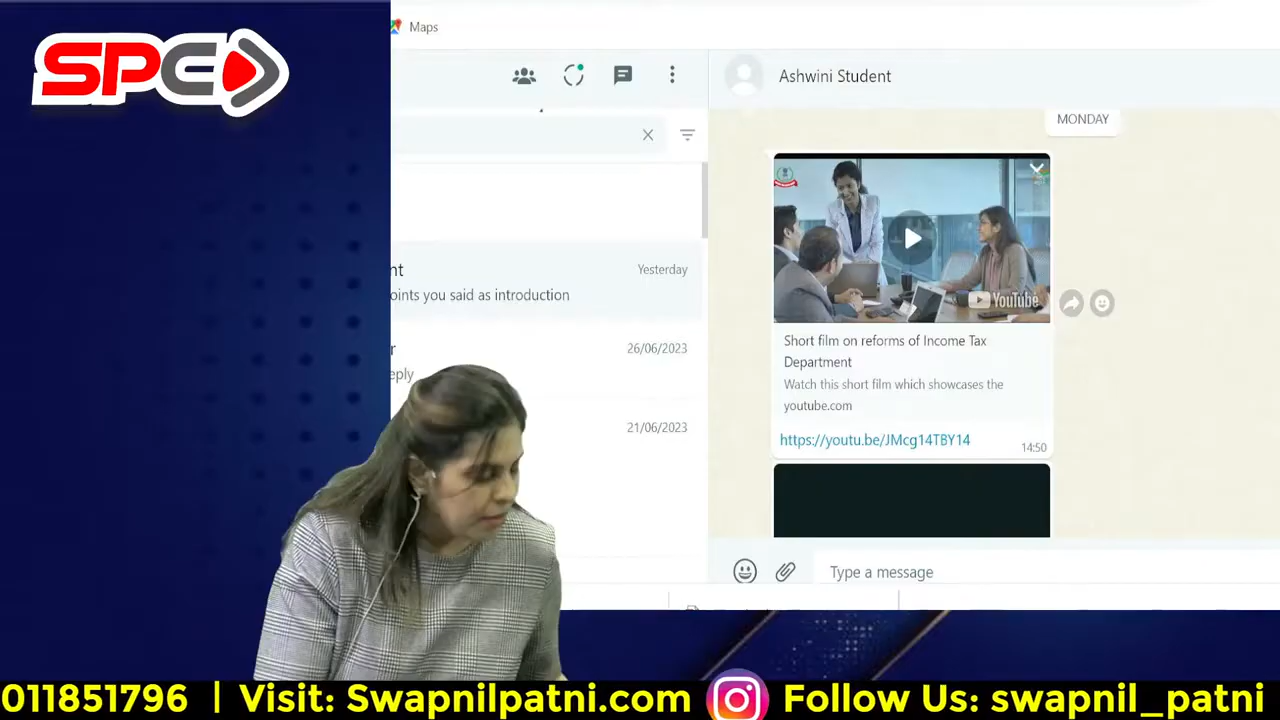 SPC
Maps
Ashwini Student
MONDAY
nt
Yesterday
oints you said as introduction
r
26/06/2023
eply
21/06/2023
YouTube
Short film on reforms of Income Tax
Department
Watch this short film which showcases the
youtube.com
https://youtu.be/JMcg14TBY14
14:50
Type a message
011851796 | Visit: Swapnilpatni.com Follow Us: swapnil_patni